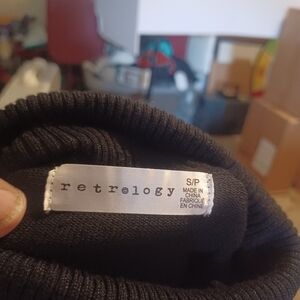 retrology
S/P
MADE IN
CHINA
FABRIQUÉ
EN CHINE